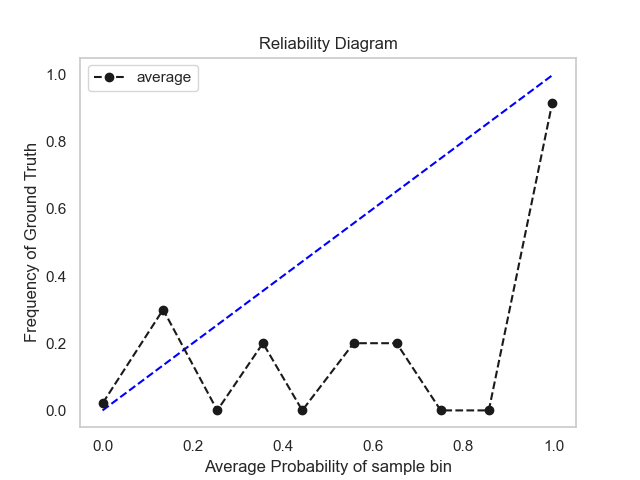 Reliability Diagram
average
Frequency of Ground Truth
1.0
0.8
0.6
0.4
0.2
0.0
0.0 0.2 0.4 0.6 0.8 1.0
Average Probability of sample bin